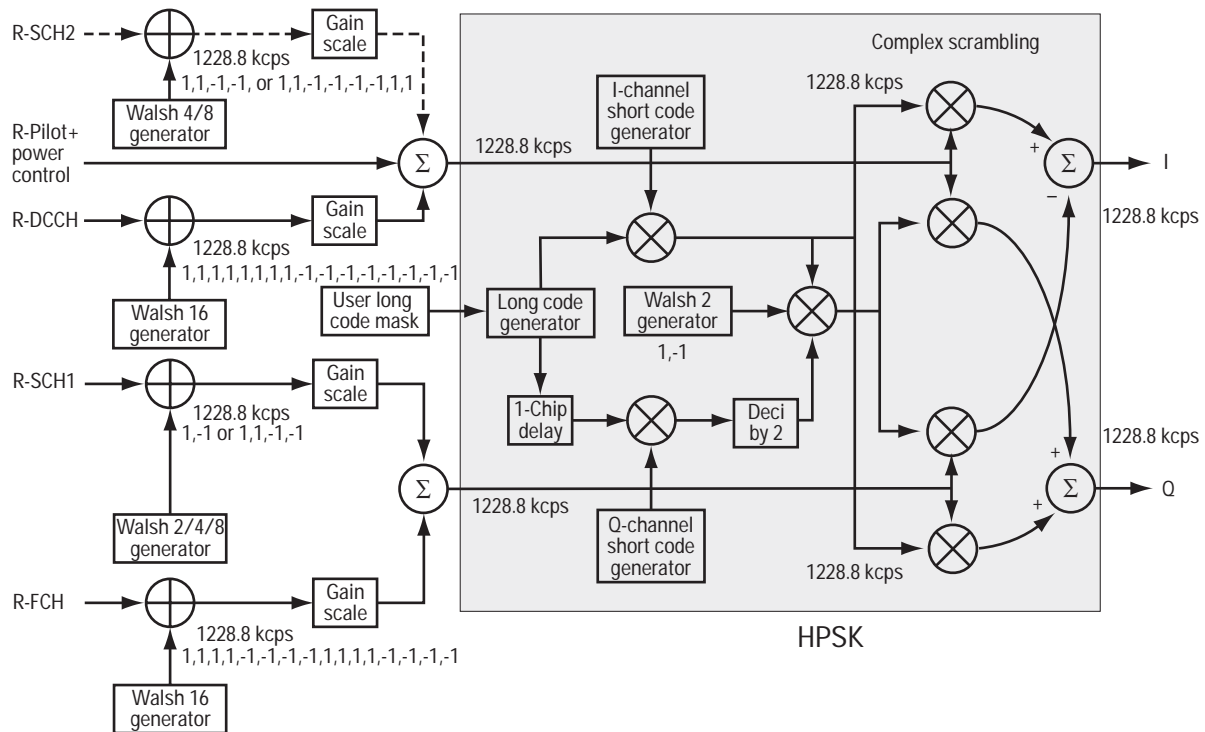 R-SCH2
Gain
scale
1228.8 kcps
1,1,-1,-1, or 1,1,-1,-1,-1,-1,1,1
Walsh 4/8
generator
R-Pilot+
power
control
Σ
1228.8 kcps
R-DCCH
Gain
scale
1228.8 kcps
1,1,1,1,1,1,1,1,-1,-1,-1,-1,-1,-1,-1,-1
Walsh 16
generator
R-SCH1
Gain
scale
1228.8 kcps
1,-1 or 1,1,-1,-1
Σ
1228.8 kcps
Walsh 2/4/8
generator
R-FCH
Gain
scale
1228.8 kcps
1,1,1,1,-1,-1,-1,-1,1,1,1,1,-1,-1,-1,-1
Walsh 16
generator
Complex scrambling
I-channel
short code
generator
User long
code mask
Long code
generator
Walsh 2
generator
1,-1
1-Chip
delay
Deci
by 2
Q-channel
short code
generator
1228.8 kcps
+
Σ
−
I
1228.8 kcps
1228.8 kcps
+
Σ
+
Q
1228.8 kcps
HPSK